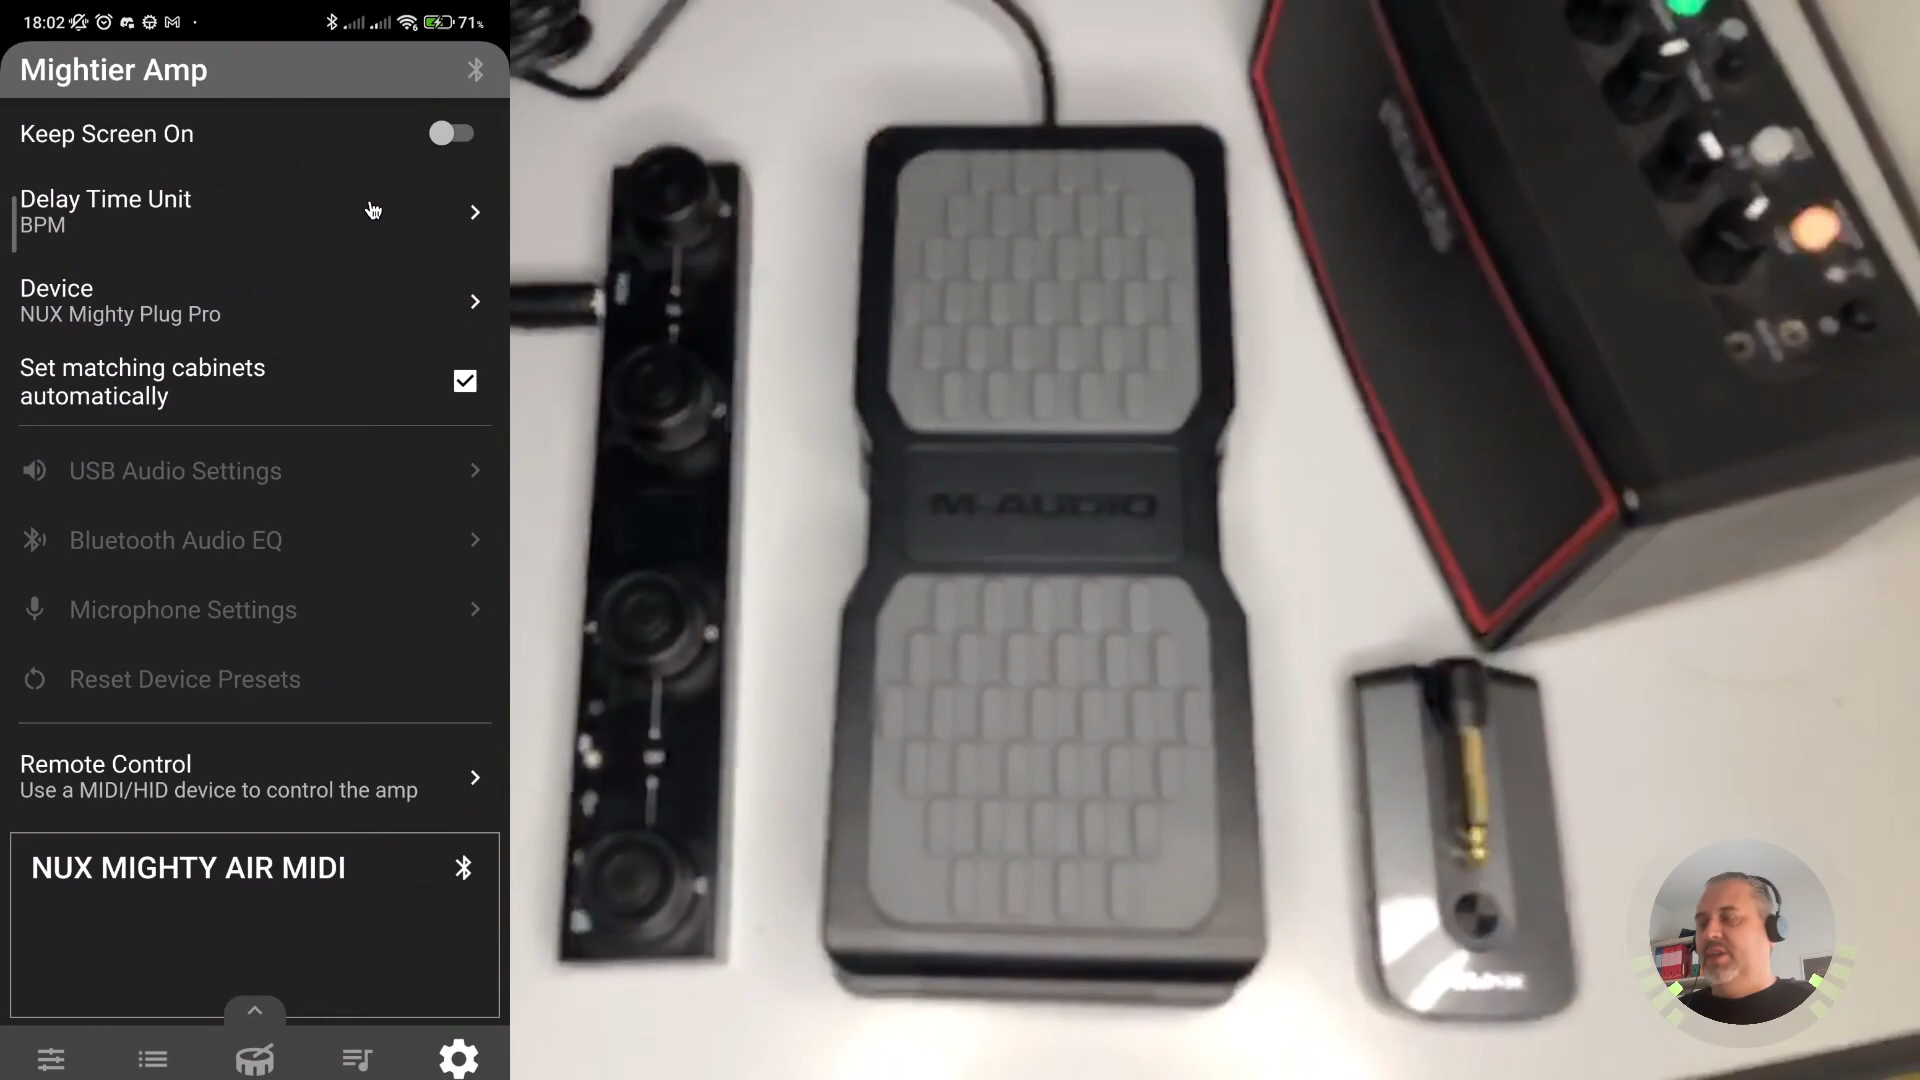 18:02
71%
Mightier Amp
Keep Screen On
Delay Time Unit
BPM
Device
NUX Mighty Plug Pro
Set matching cabinets
automatically
USB Audio Settings
Bluetooth Audio EQ
Microphone Settings
Reset Device Presets
Remote Control
Use a MIDI/HID device to control the amp
NUX MIGHTY AIR MIDI
M-AUDIO